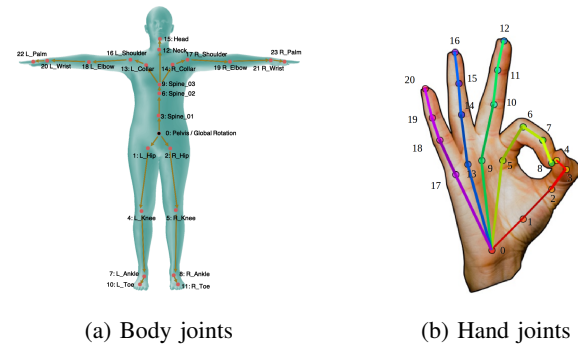 15: Head
12: Neck
16 L_Shoulder
17 R_Shoulder
22 L_Palm
23 R_Palm
20 L_Wrist
18 L_Elbow
13: L_Collar
14: R_Collar
19 R_Elbow
21 R_Wrist
9: Spine_03
6: Spine_02
3: Spine_01
0: Pelvis / Global Rotation
1: L_Hip
2: R_Hip
4: L_Knee
5: R_Knee
7: L_Ankle
8: R_Ankle
10: L_Toe
11: R_Toe
(a) Body joints
12
16
11
15
20
10
14
6
19
7
18
13
9
5
8
4
3
17
2
1
0
(b) Hand joints